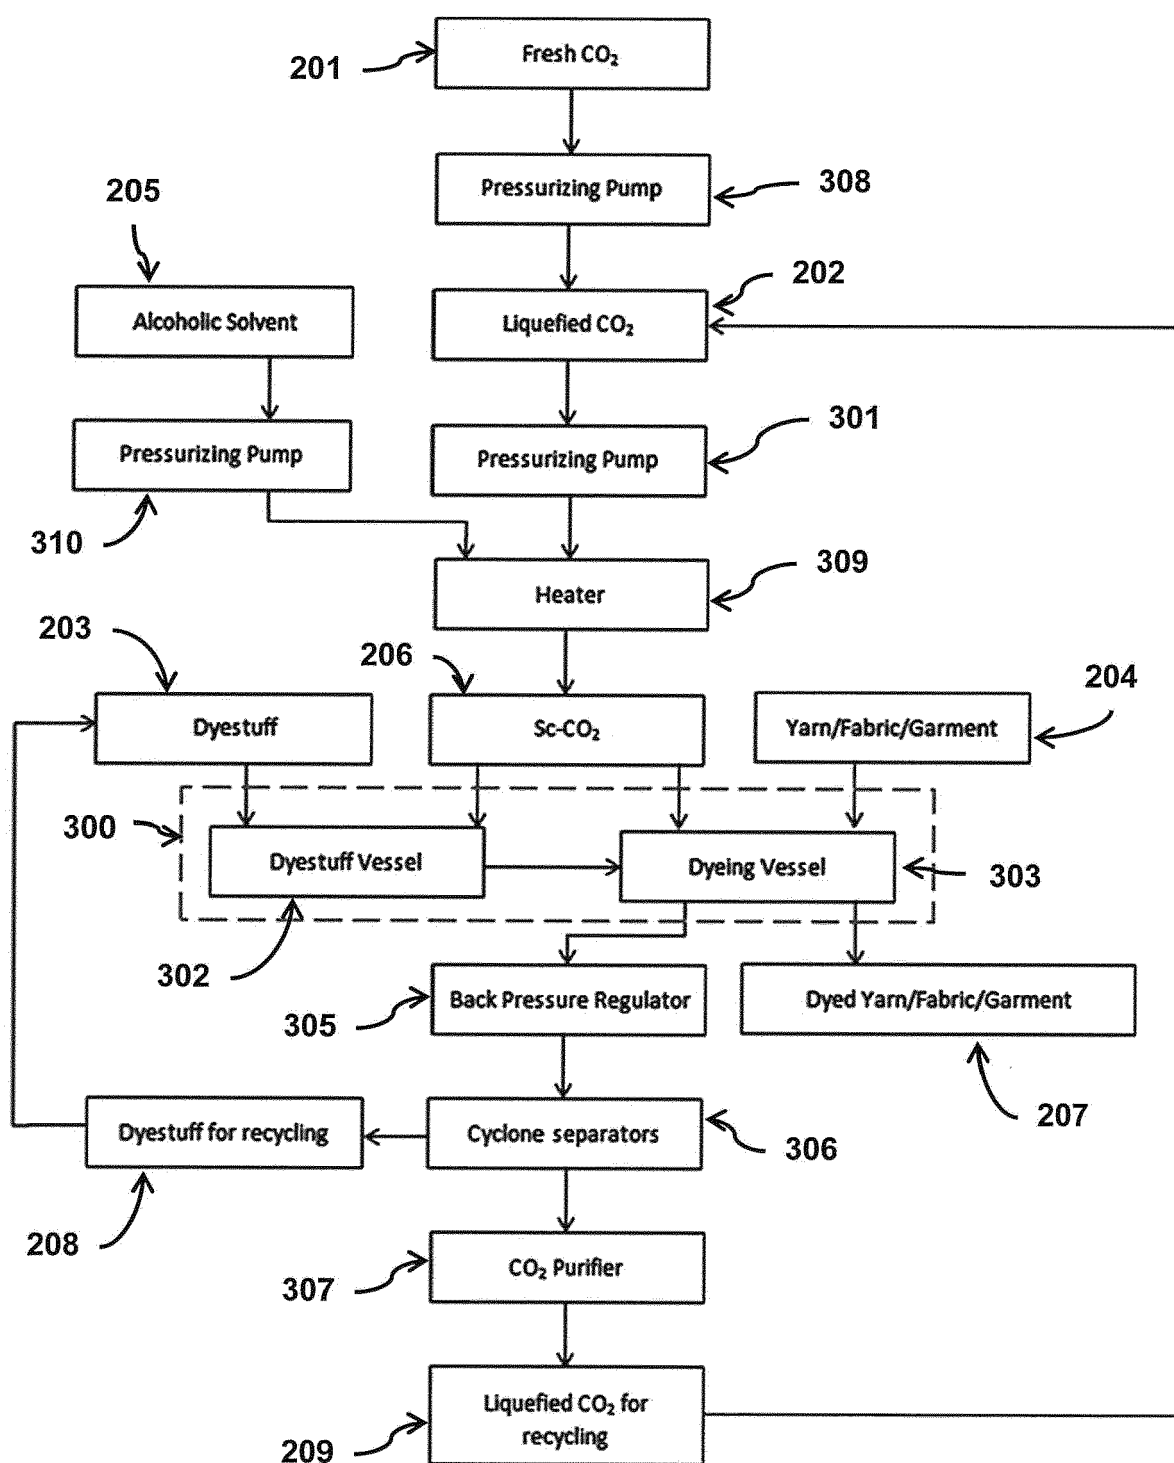 201
Fresh CO₂
Pressurizing Pump
308
205
202
Alcoholic Solvent
Liquefied CO₂
301
Pressurizing Pump
Pressurizing Pump
310
309
Heater
203
206
204
Dyestuff
Sc-CO₂
Yarn/Fabric/Garment
300
Dyestuff Vessel
Dyeing Vessel
303
302
305
Back Pressure Regulator
Dyed Yarn/Fabric/Garment
207
Dyestuff for recycling
Cyclone separators
306
208
307
CO₂ Purifier
209
Liquefied CO₂ for
recycling